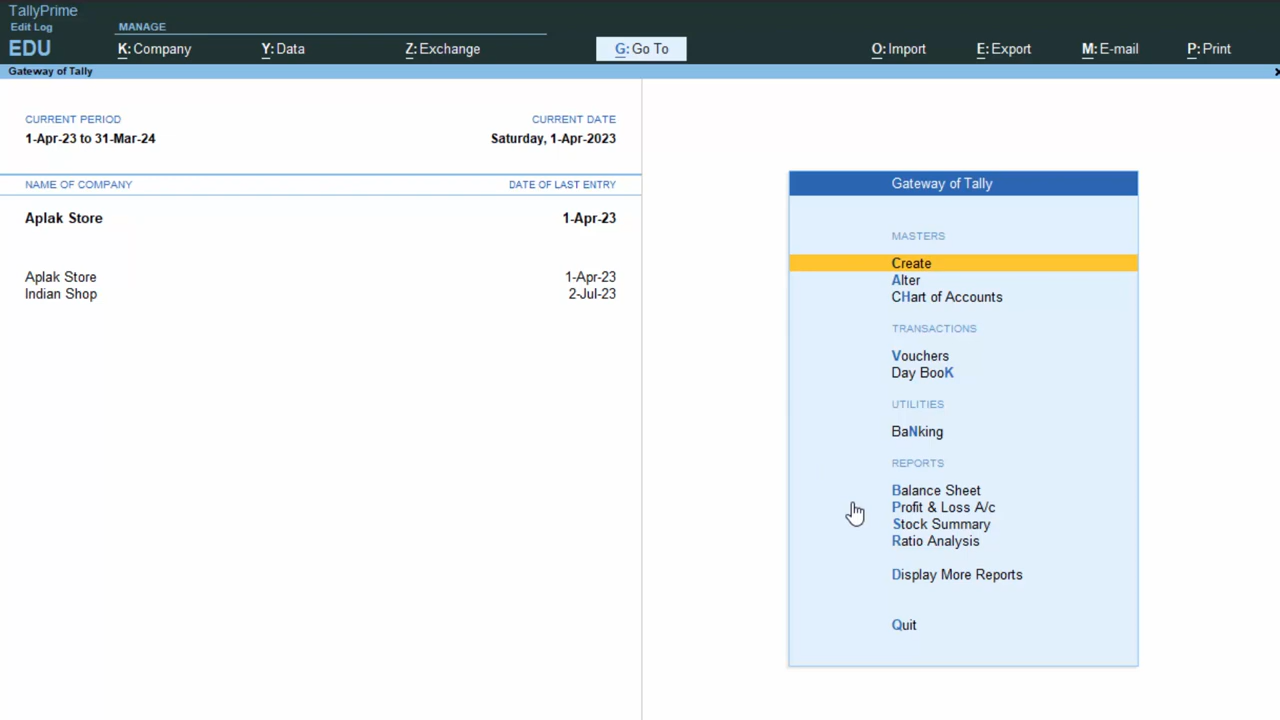 TallyPrime
Edit Log
EDU
MANAGE
K: Company Y: Data Z: Exchange G: Go To O: Import E: Export M: E-mail P: Print
Gateway of Tally
CURRENT PERIOD CURRENT DATE
1-Apr-23 to 31-Mar-24 Saturday, 1-Apr-2023
NAME OF COMPANY DATE OF LAST ENTRY
Aplak Store 1-Apr-23
Aplak Store 1-Apr-23
Indian Shop 2-Jul-23
Gateway of Tally
MASTERS
Create
Alter
CHart of Accounts
TRANSACTIONS
Vouchers
Day BooK
UTILITIES
BaNking
REPORTS
Balance Sheet
Profit & Loss A/c
Stock Summary
Ratio Analysis
Display More Reports
Quit